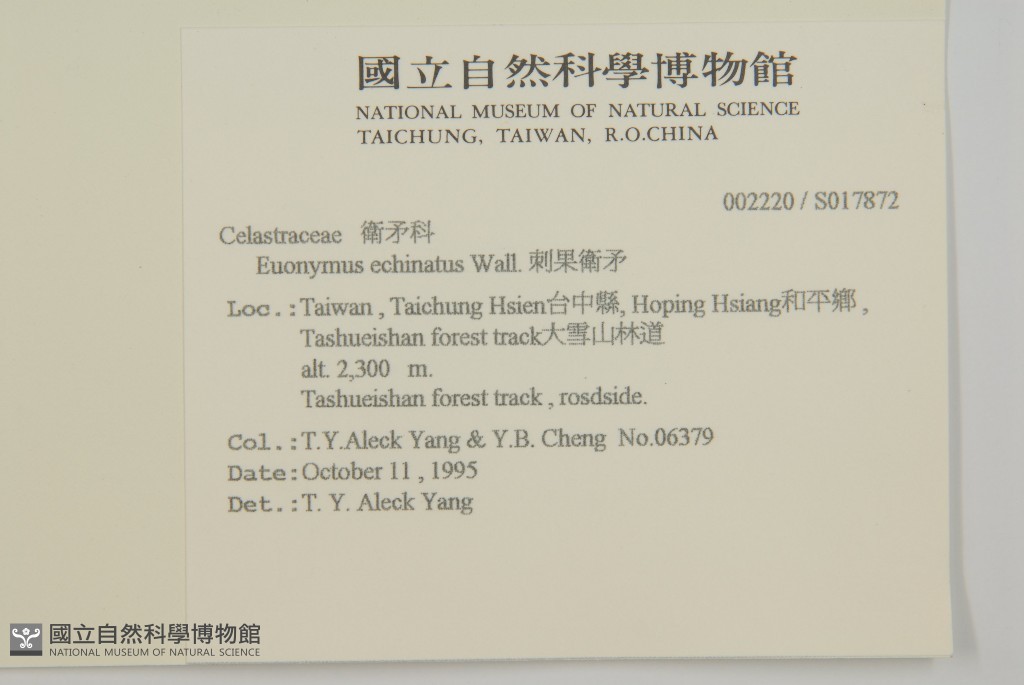 國立自然科學博物館
NATIONAL MUSEUM OF NATURAL SCIENCE
TAICHUNG, TAIWAN, R.O.CHINA
002220 / S017872
Celastraceae 衛矛科
Euonymus echinatus Wall. 刺果衛矛
Loc.:Taiwan , Taichung Hsien台中縣, Hoping Hsiang和平鄉 ,
Tashueishan forest track大雪山林道
alt. 2,300 m.
Tashueishan forest track , rosdside.
Col.:T.Y.Aleck Yang & Y.B. Cheng No.06379
Date:October 11 , 1995
Det.:T. Y. Aleck Yang
國立自然科學博物館
NATIONAL MUSEUM OF NATURAL SCIENCE